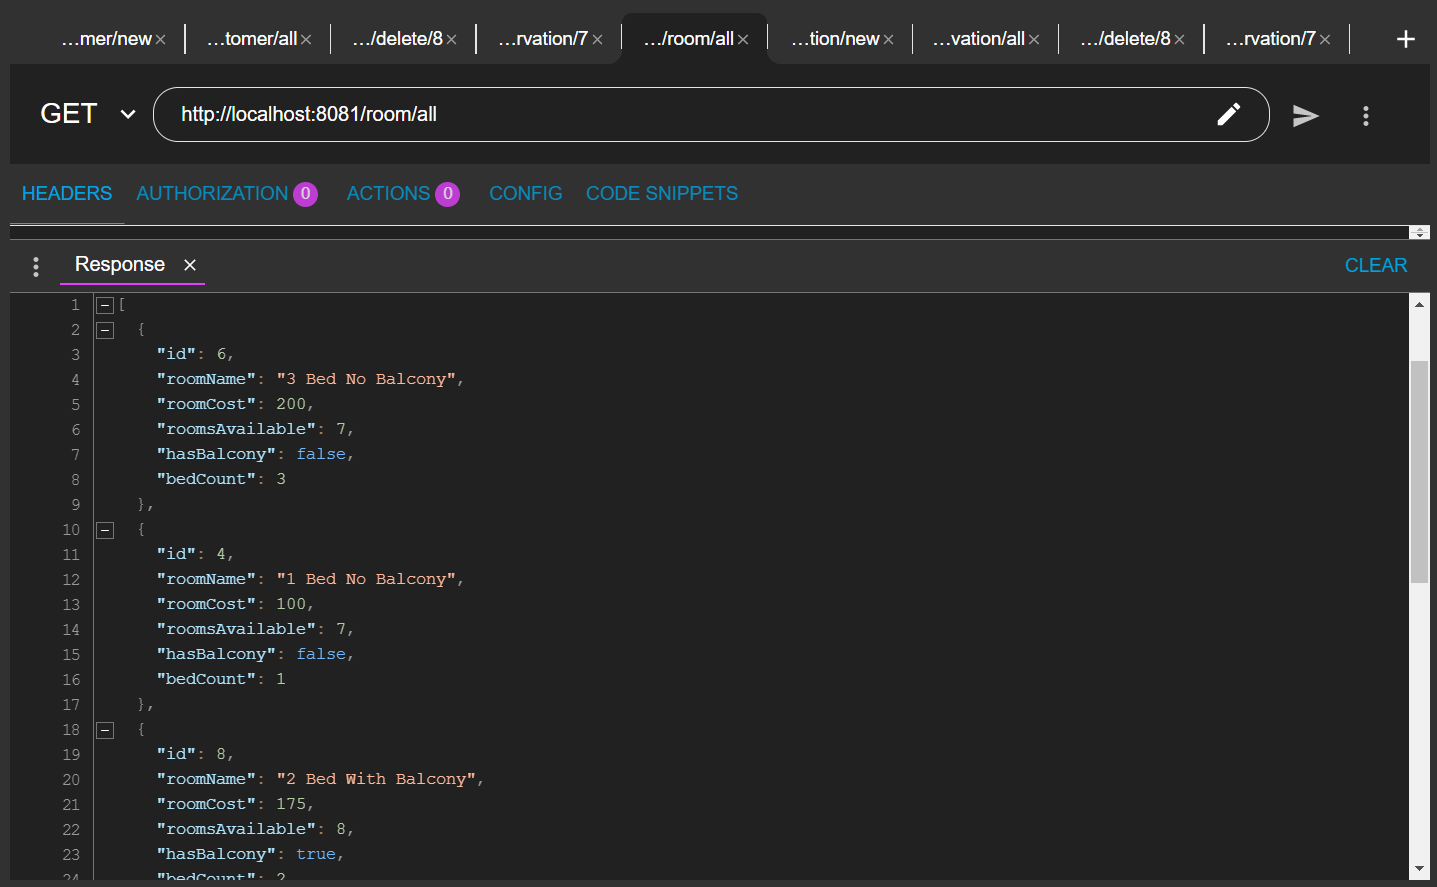 ...mer/new× ...tomer/all× .../delete/8× ...rvation/7× .../room/all× ...tion/new× ...vation/all× .../delete/8× ...rvation/7× +
GET http://localhost:8081/room/all
HEADERS AUTHORIZATION 0 ACTIONS 0 CONFIG CODE SNIPPETS
Response × CLEAR
1 [
2 {
3 "id": 6,
4 "roomName": "3 Bed No Balcony",
5 "roomCost": 200,
6 "roomsAvailable": 7,
7 "hasBalcony": false,
8 "bedCount": 3
9 },
10 {
11 "id": 4,
12 "roomName": "1 Bed No Balcony",
13 "roomCost": 100,
14 "roomsAvailable": 7,
15 "hasBalcony": false,
16 "bedCount": 1
17 },
18 {
19 "id": 8,
20 "roomName": "2 Bed With Balcony",
21 "roomCost": 175,
22 "roomsAvailable": 8,
23 "hasBalcony": true,
24 "bedCount": 2